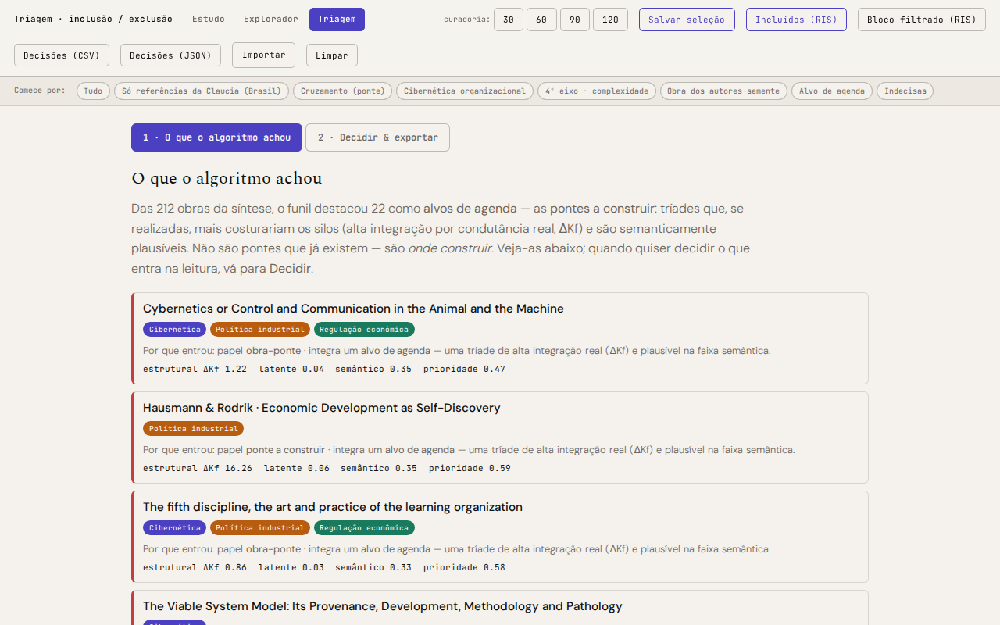 Triagem · inclusão / exclusão Estudo Explorador Triagem curadoria: 30 60 90 120 Salvar seleção Incluídos (RIS) Bloco filtrado (RIS)
Decisões (CSV) Decisões (JSON) Importar Limpar
Comece por: Tudo Só referências da Claucia (Brasil) Cruzamento (ponte) Cibernética organizacional 4° eixo · complexidade Obra dos autores-semente Alvo de agenda Indecisas
1 · O que o algoritmo achou 2 · Decidir & exportar
O que o algoritmo achou
Das 212 obras da síntese, o funil destacou 22 como alvos de agenda — as pontes a construir: tríades que, se
realizadas, mais costurariam os silos (alta integração por condutância real, ΔKf) e são semanticamente
plausíveis. Não são pontes que já existem — são onde construir. Veja-as abaixo; quando quiser decidir o que
entra na leitura, vá para Decidir.
Cybernetics or Control and Communication in the Animal and the Machine
Cibernética Política industrial Regulação econômica
Por que entrou: papel obra-ponte · integra um alvo de agenda — uma tríade de alta integração real (ΔKf) e plausível na faixa semântica.
estrutural ΔKf 1.22 latente 0.04 semântico 0.35 prioridade 0.47
Hausmann & Rodrik · Economic Development as Self-Discovery
Política industrial
Por que entrou: papel ponte a construir · integra um alvo de agenda — uma tríade de alta integração real (ΔKf) e plausível na faixa semântica.
estrutural ΔKf 16.26 latente 0.06 semântico 0.35 prioridade 0.59
The fifth discipline, the art and practice of the learning organization
Cibernética Política industrial Regulação econômica
Por que entrou: papel obra-ponte · integra um alvo de agenda — uma tríade de alta integração real (ΔKf) e plausível na faixa semântica.
estrutural ΔKf 0.86 latente 0.03 semântico 0.33 prioridade 0.58
The Viable System Model: Its Provenance, Development, Methodology and Pathology